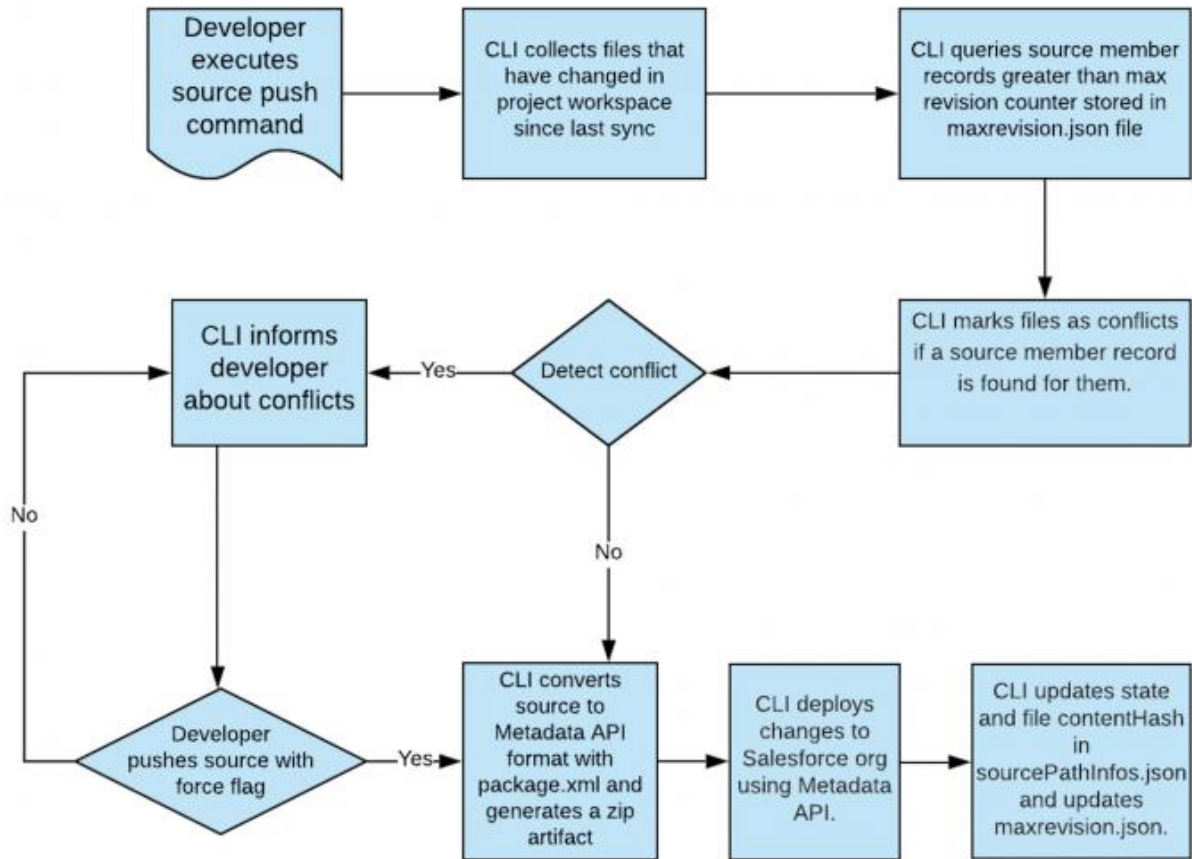 Developer
executes
source push
command
CLI collects files that
have changed in
project workspace
since last sync
CLI queries source member
records greater than max
revision counter stored in
maxrevision.json file
CLI informs
developer
about conflicts
Yes
Detect conflict
CLI marks files as conflicts
if a source member record
is found for them.
No
No
Developer
pushes source with
force flag
Yes
CLI converts
source to
Metadata API
format with
package.xml and
generates a zip
artifact
CLI deploys
changes to
Salesforce org
using Metadata
API.
CLI updates state
and file contentHash
in
sourcePathInfos.json
and updates
maxrevision.json.